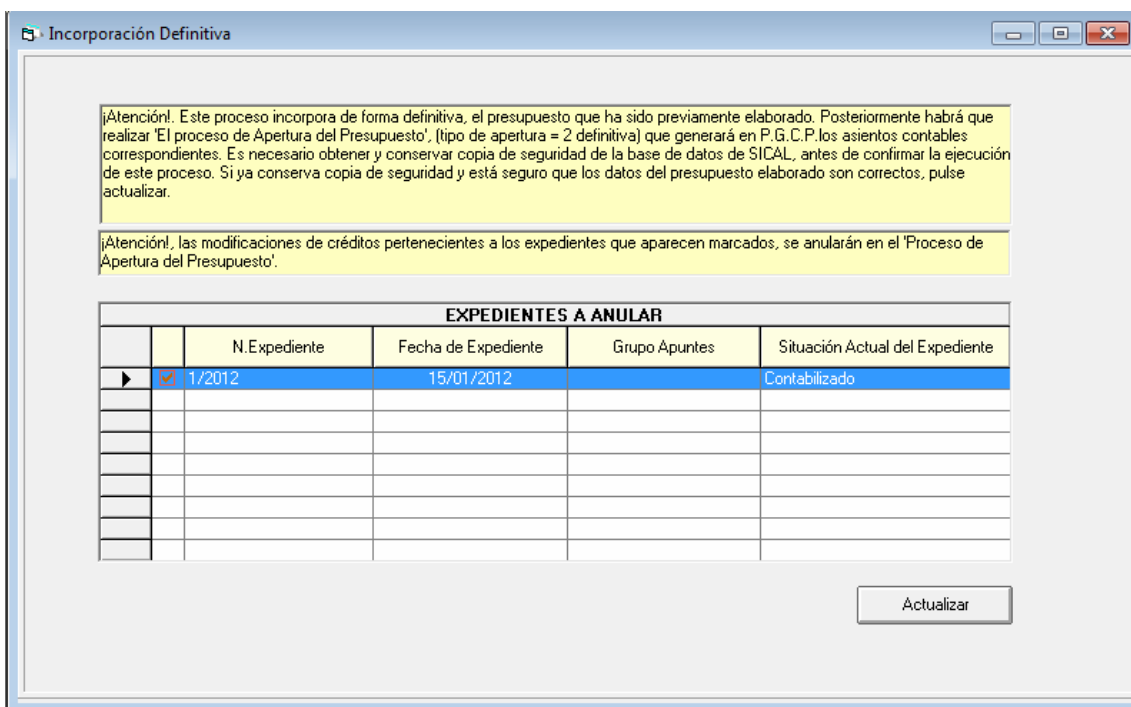 Incorporación Definitiva
¡Atención!. Este proceso incorpora de forma definitiva, el presupuesto que ha sido previamente elaborado. Posteriormente habrá que
realizar 'El proceso de Apertura del Presupuesto', (tipo de apertura = 2 definitiva) que generará en P.G.C.P.los asientos contables
correspondientes. Es necesario obtener y conservar copia de seguridad de la base de datos de SICAL, antes de confirmar la ejecución
de este proceso. Si ya conserva copia de seguridad y está seguro que los datos del presupuesto elaborado son correctos, pulse
actualizar.
¡Atención!, las modificaciones de créditos pertenecientes a los expedientes que aparecen marcados, se anularán en el 'Proceso de
Apertura del Presupuesto'.
EXPEDIENTES A ANULAR
N.Expediente Fecha de Expediente Grupo Apuntes Situación Actual del Expediente
1/2012 15/01/2012 Contabilizado
Actualizar